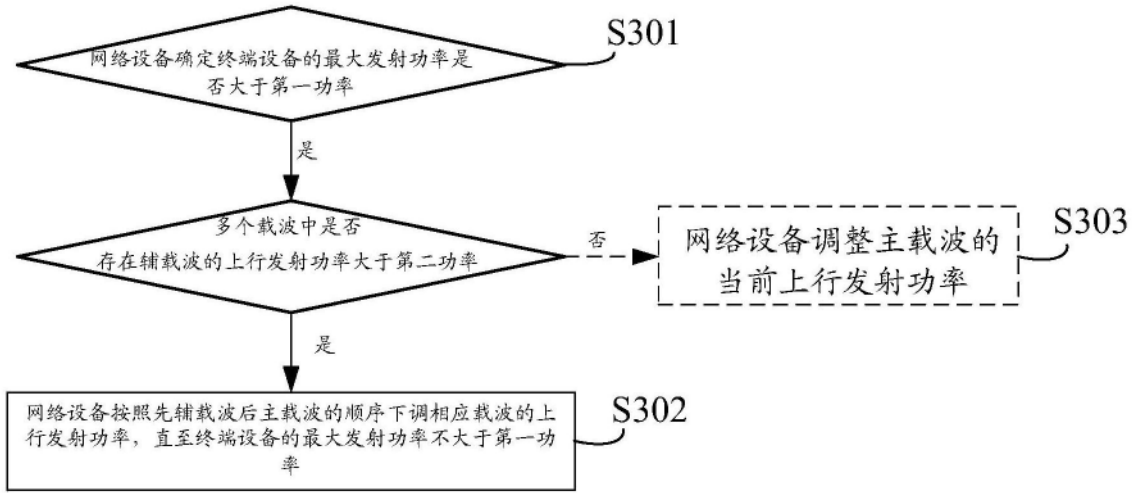 S301
网络设备确定终端设备的最大发射功率是
否大于第一功率
是
多个载波中是否
存在辅载波的上行发射功率大于第二功率
否
网络设备调整主载波的
当前上行发射功率
S303
是
网络设备按照先辅载波后主载波的顺序下调相应载波的上
行发射功率，直至终端设备的最大发射功率不大于第一功
率
S302